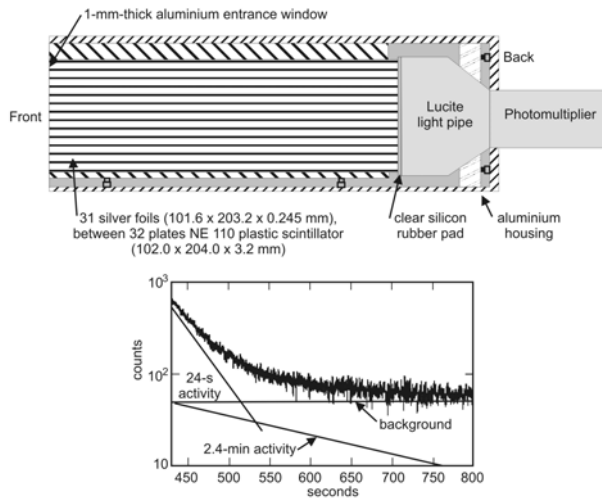 1-mm-thick aluminium entrance window
Back
Front
Lucite
light pipe
Photomultiplier
31 silver foils (101.6 x 203.2 x 0.245 mm),
between 32 plates NE 110 plastic scintillator
(102.0 x 204.0 x 3.2 mm)
clear silicon
rubber pad
aluminium
housing
10³
counts
10²
24-s
activity
background
2.4-min activity
10
450 500 550 600 650 700 750 800
seconds